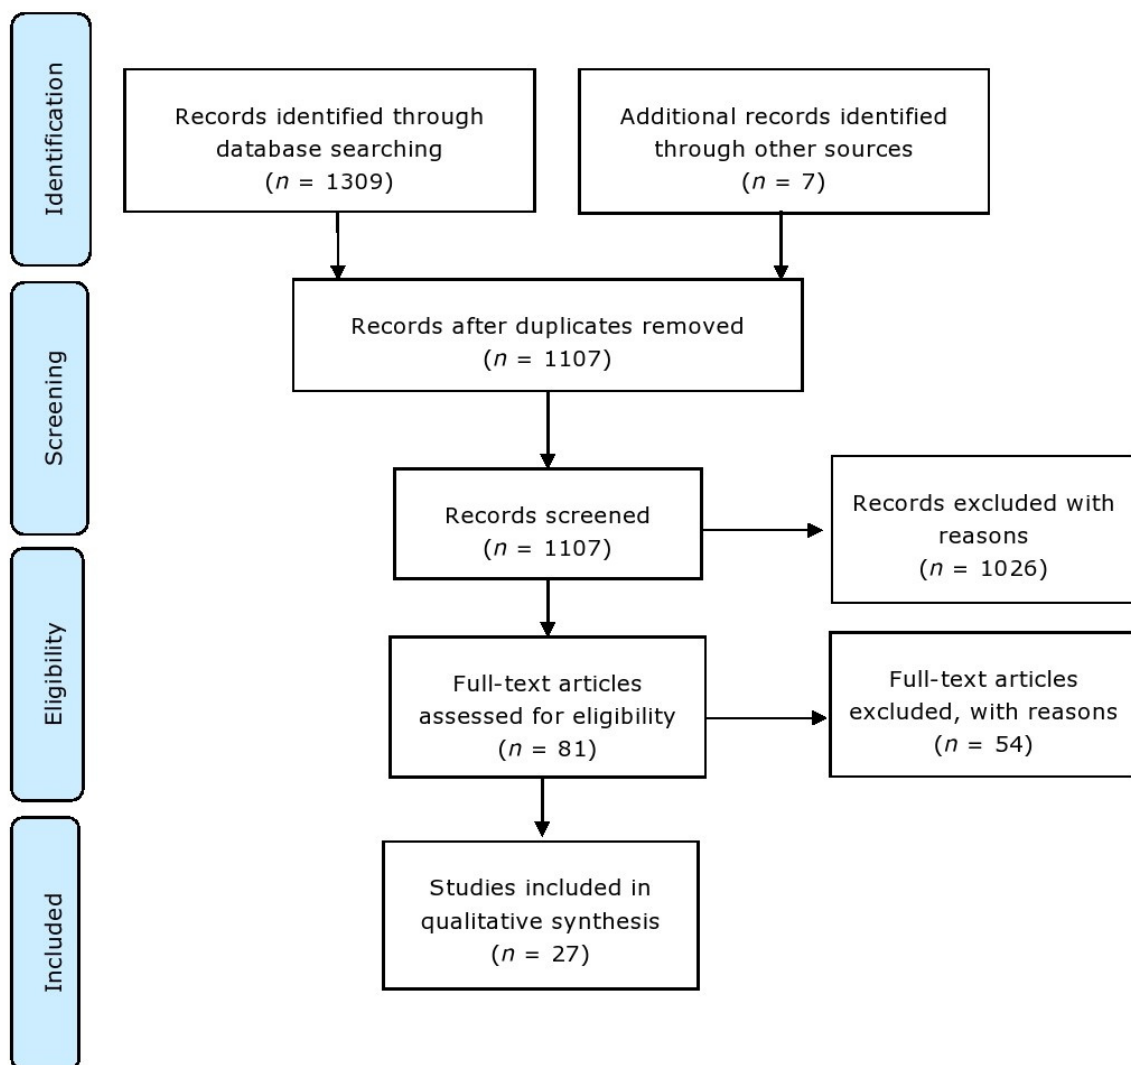 Identification
Records identified through
database searching
(n = 1309)
Additional records identified
through other sources
(n = 7)
Records after duplicates removed
(n = 1107)
Screening
Records screened
(n = 1107)
Records excluded with
reasons
(n = 1026)
Eligibility
Full-text articles
assessed for eligibility
(n = 81)
Full-text articles
excluded, with reasons
(n = 54)
Included
Studies included in
qualitative synthesis
(n = 27)